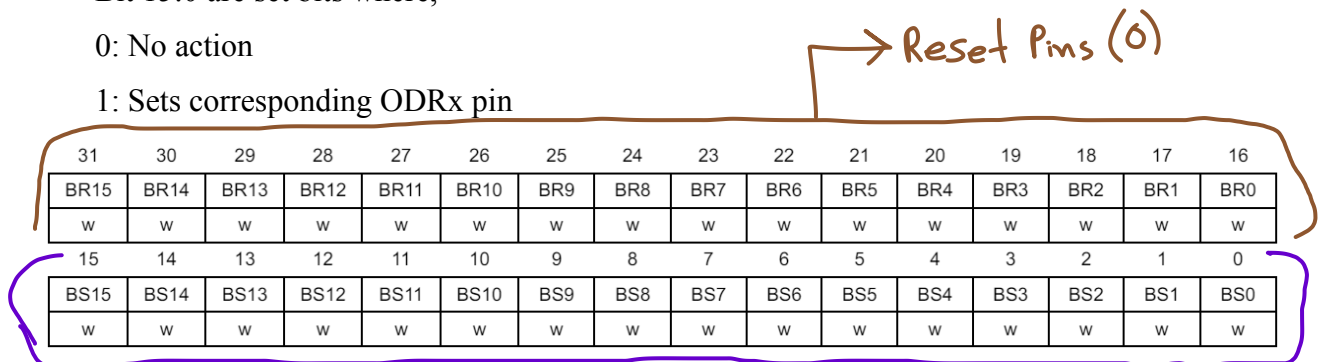 Bit 15:0 are set bits where,
0: No action
1: Sets corresponding ODRx pin
Reset Pins (0)
31 30 29 28 27 26 25 24 23 22 21 20 19 18 17 16
BR15 BR14 BR13 BR12 BR11 BR10 BR9 BR8 BR7 BR6 BR5 BR4 BR3 BR2 BR1 BR0
w w w w w w w w w w w w w w w w
15 14 13 12 11 10 9 8 7 6 5 4 3 2 1 0
BS15 BS14 BS13 BS12 BS11 BS10 BS9 BS8 BS7 BS6 BS5 BS4 BS3 BS2 BS1 BS0
w w w w w w w w w w w w w w w w